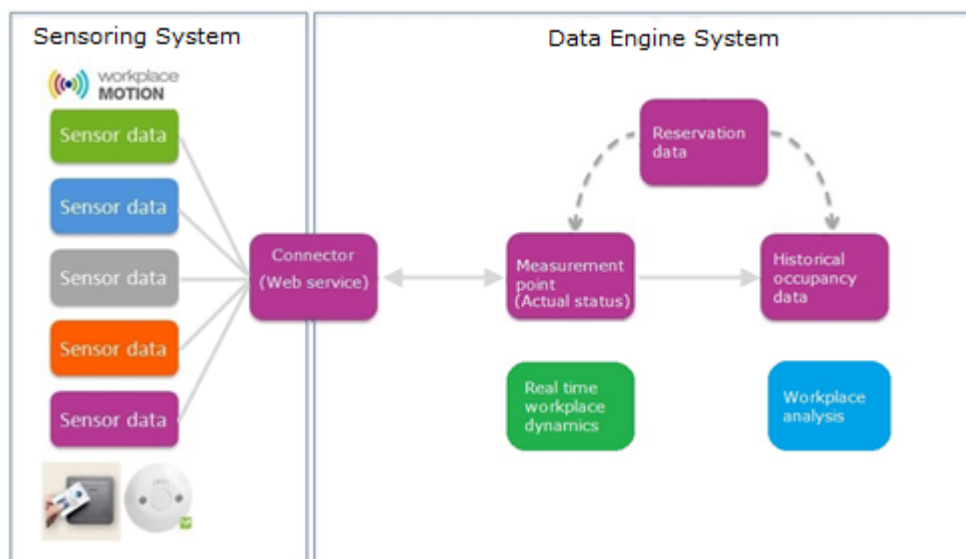 Sensoring System
Data Engine System
workplace
MOTION
Sensor data
Sensor data
Sensor data
Sensor data
Sensor data
Connector
(Web service)
Reservation
data
Measurement
point
(Actual status)
Historical
occupancy
data
Real time
workplace
dynamics
Workplace
analysis